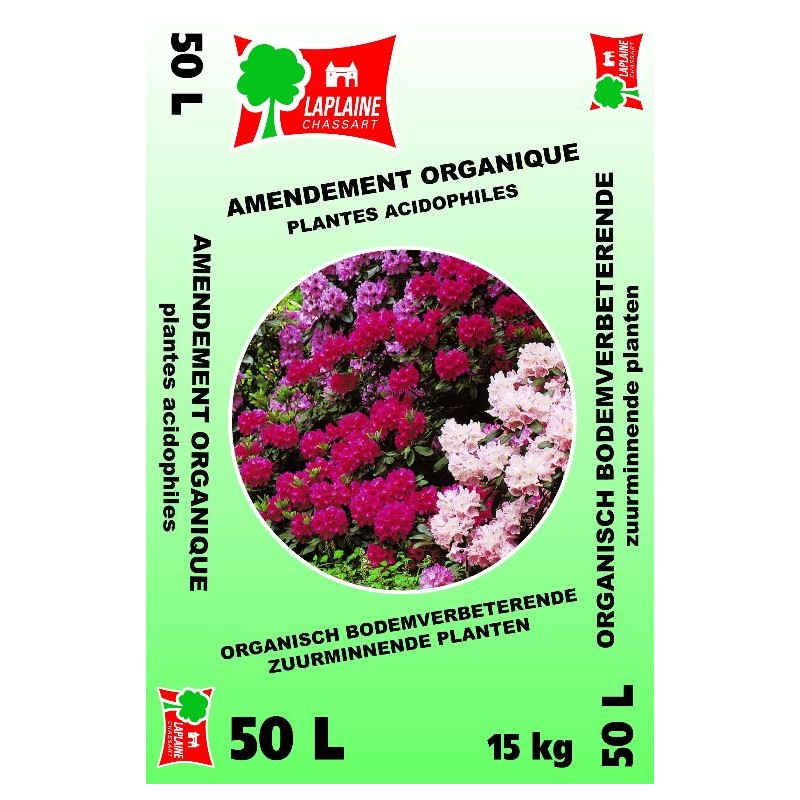 50 L
LAPLAINE
CHASSART
LAPLAINE
CHASSART
AMENDEMENT ORGANIQUE
PLANTES ACIDOPHILES
AMENDEMENT ORGANIQUE
plantes acidophiles
ORGANISCH BODEMVERBETERENDE
zuurminnende planten
ORGANISCH BODEMVERBETERENDE
ZUURMINNENDE PLANTEN
LAPLAINE
CHASSART
50 L
15 kg
50 L